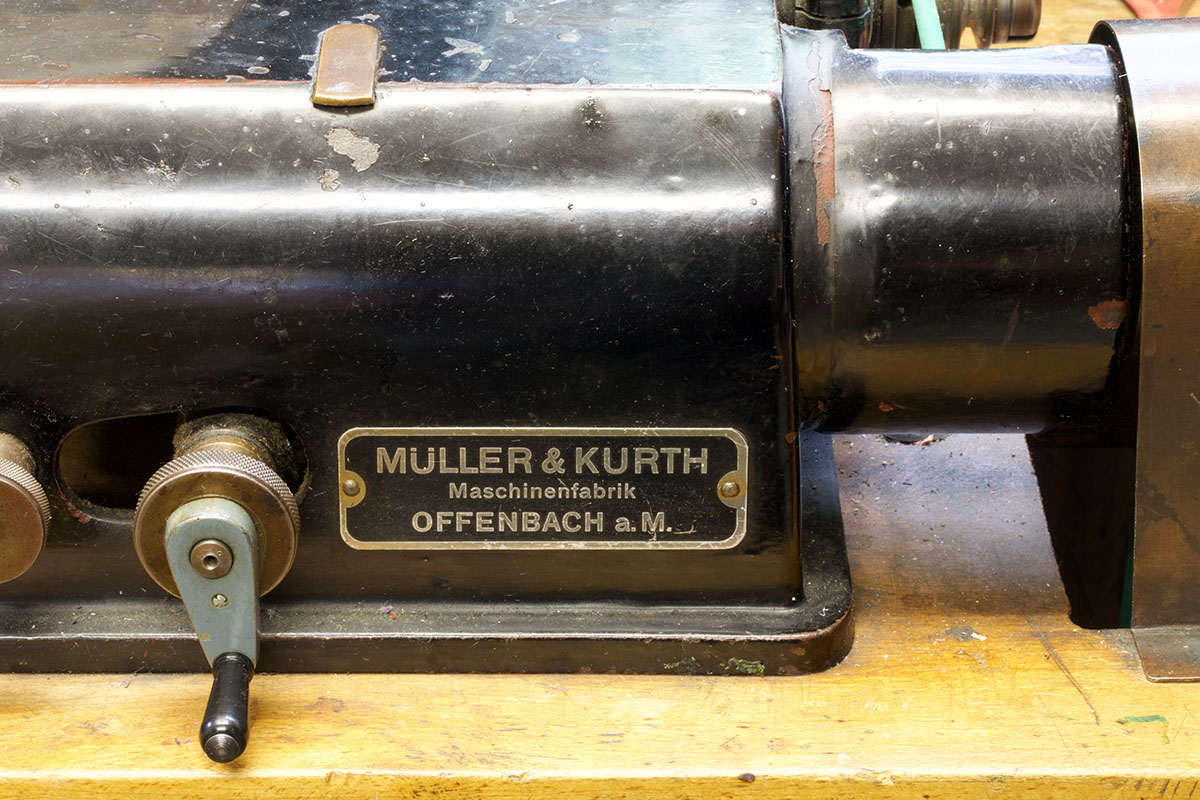 MÜLLER & KURTH
Maschinenfabrik
OFFENBACH a.M.